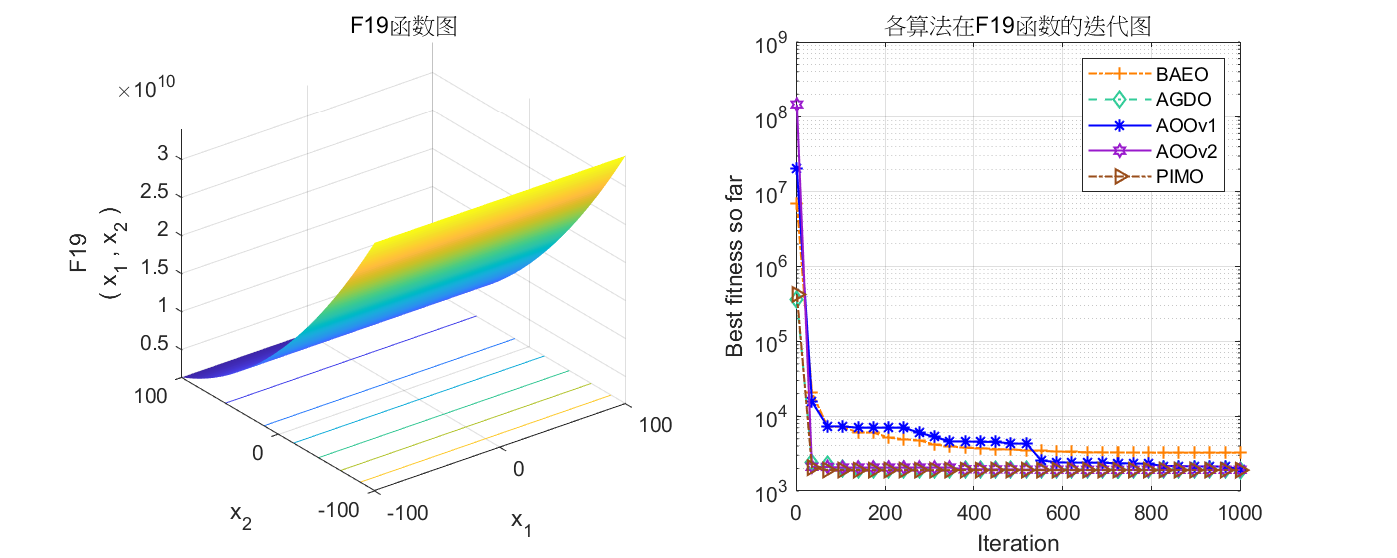 F19函数图
×10^10
3
2.5
2
1.5
1
0.5
F19
( x_1 , x_2 )
100
0
-100
x_2
-100
0
100
x_1
各算法在F19函数的迭代图
10^9
10^8
10^7
10^6
10^5
10^4
10^3
Best fitness so far
BAEO
AGDO
AOOv1
AOOv2
PIMO
0 200 400 600 800 1000
Iteration